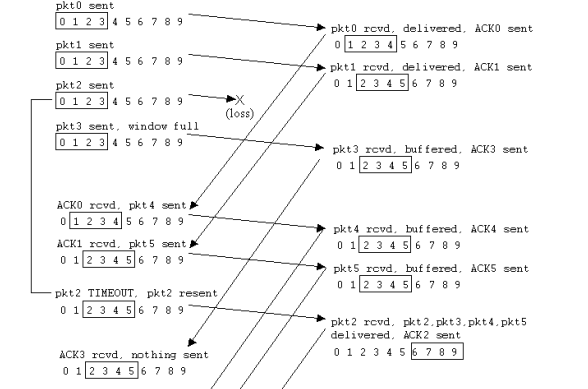 pkt0 sent
0 1 2 3 4 5 6 7 8 9
pkt1 sent
0 1 2 3 4 5 6 7 8 9
pkt2 sent
0 1 2 3 4 5 6 7 8 9
X
(loss)
pkt3 sent, window full
0 1 2 3 4 5 6 7 8 9
ACK0 rcvd, pkt4 sent
0 1 2 3 4 5 6 7 8 9
ACK1 rcvd, pkt5 sent
0 1 2 3 4 5 6 7 8 9
pkt2 TIMEOUT, pkt2 resent
0 1 2 3 4 5 6 7 8 9
ACK3 rcvd, nothing sent
0 1 2 3 4 5 6 7 8 9
pkt0 rcvd, delivered, ACK0 sent
0 1 2 3 4 5 6 7 8 9
pkt1 rcvd, delivered, ACK1 sent
0 1 2 3 4 5 6 7 8 9
pkt3 rcvd, buffered, ACK3 sent
0 1 2 3 4 5 6 7 8 9
pkt4 rcvd, buffered, ACK4 sent
0 1 2 3 4 5 6 7 8 9
pkt5 rcvd, buffered, ACK5 sent
0 1 2 3 4 5 6 7 8 9
pkt2 rcvd, pkt2,pkt3,pkt4,pkt5
delivered, ACK2 sent
0 1 2 3 4 5 6 7 8 9